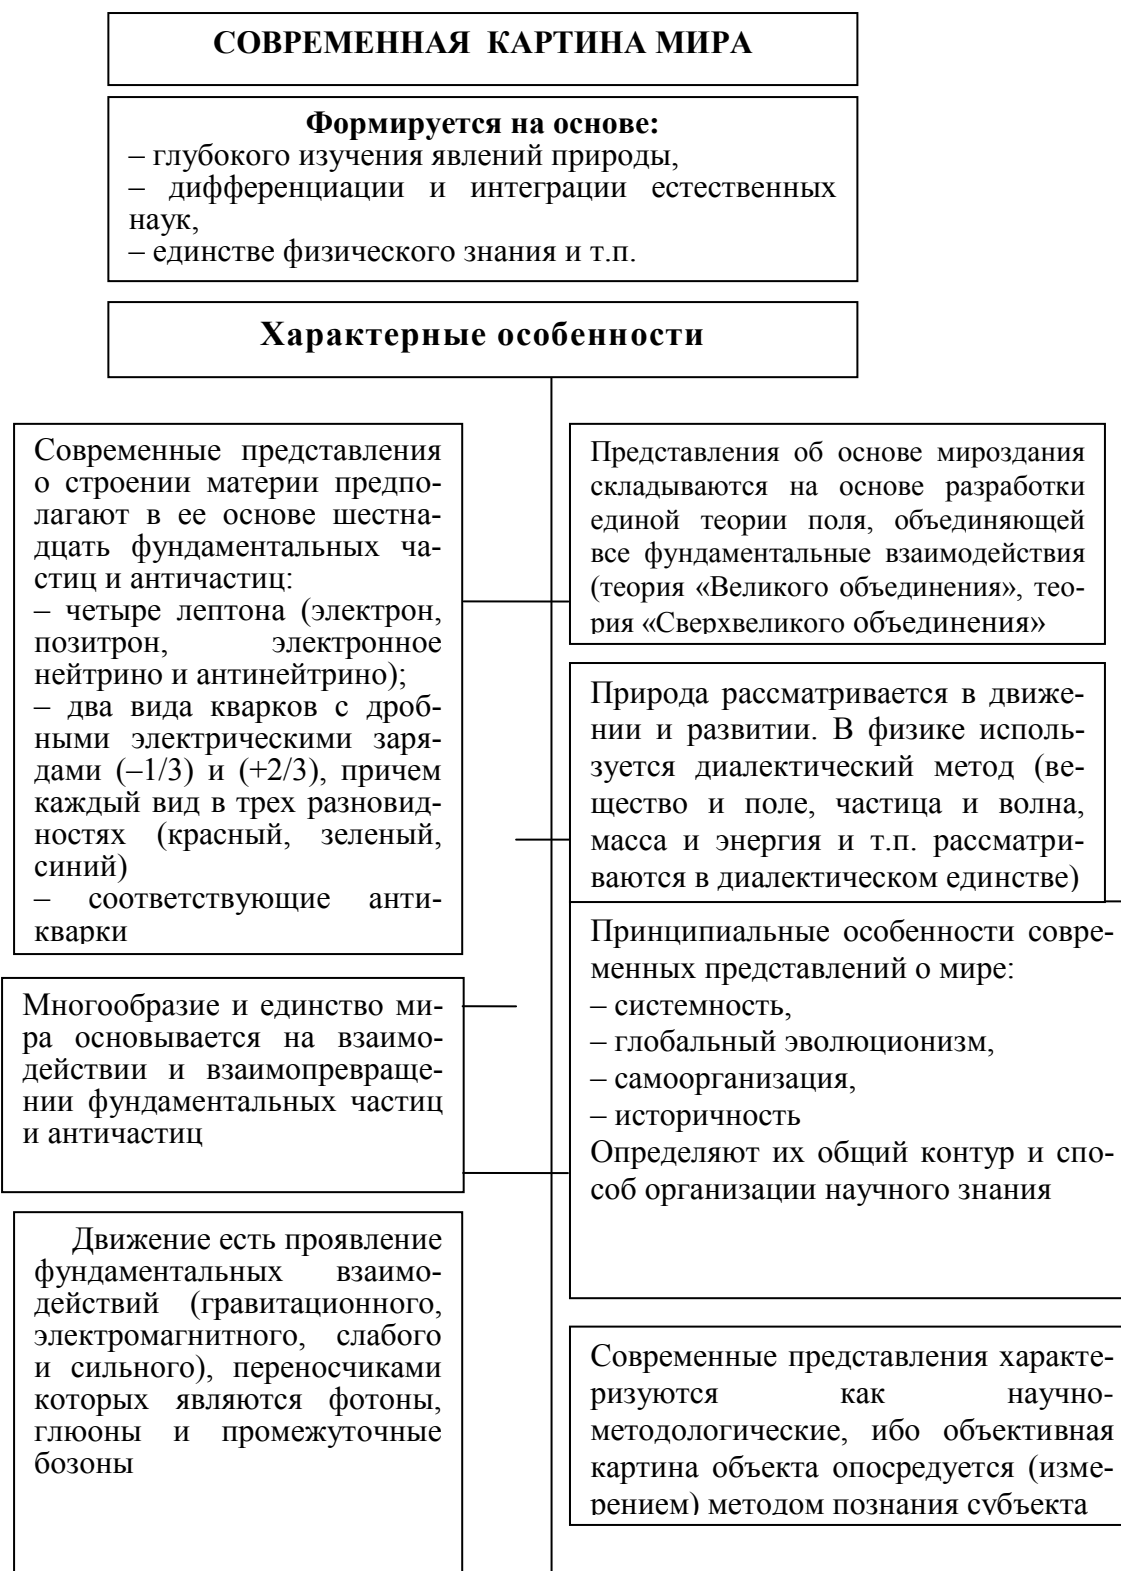 СОВРЕМЕННАЯ КАРТИНА МИРА
Формируется на основе:
– глубокого изучения явлений природы,
– дифференциации и интеграции естественных
наук,
– единстве физического знания и т.п.
Характерные особенности
Современные представления
о строении материи предпо-
лагают в ее основе шестна-
дцать фундаментальных ча-
стиц и античастиц:
– четыре лептона (электрон,
позитрон, электронное
нейтрино и антинейтрино);
– два вида кварков с дроб-
ными электрическими заря-
дами (–1/3) и (+2/3), причем
каждый вид в трех разновид-
ностях (красный, зеленый,
синий)
– соответствующие анти-
кварки
Многообразие и единство ми-
ра основывается на взаимо-
действии и взаимопревраще-
нии фундаментальных частиц
и античастиц
Движение есть проявление
фундаментальных взаимо-
действий (гравитационного,
электромагнитного, слабого
и сильного), переносчиками
которых являются фотоны,
глюоны и промежуточные
бозоны
Представления об основе мироздания
складываются на основе разработки
единой теории поля, объединяющей
все фундаментальные взаимодействия
(теория «Великого объединения», тео-
рия «Сверхвеликого объединения»
Природа рассматривается в движе-
нии и развитии. В физике исполь-
зуется диалектический метод (ве-
щество и поле, частица и волна,
масса и энергия и т.п. рассматри-
ваются в диалектическом единстве)
Принципиальные особенности совре-
менных представлений о мире:
– системность,
– глобальный эволюционизм,
– самоорганизация,
– историчность
Определяют их общий контур и спо-
соб организации научного знания
Современные представления характе-
ризуются как научно-
методологические, ибо объективная
картина объекта опосредуется (изме-
рением) методом познания субъекта